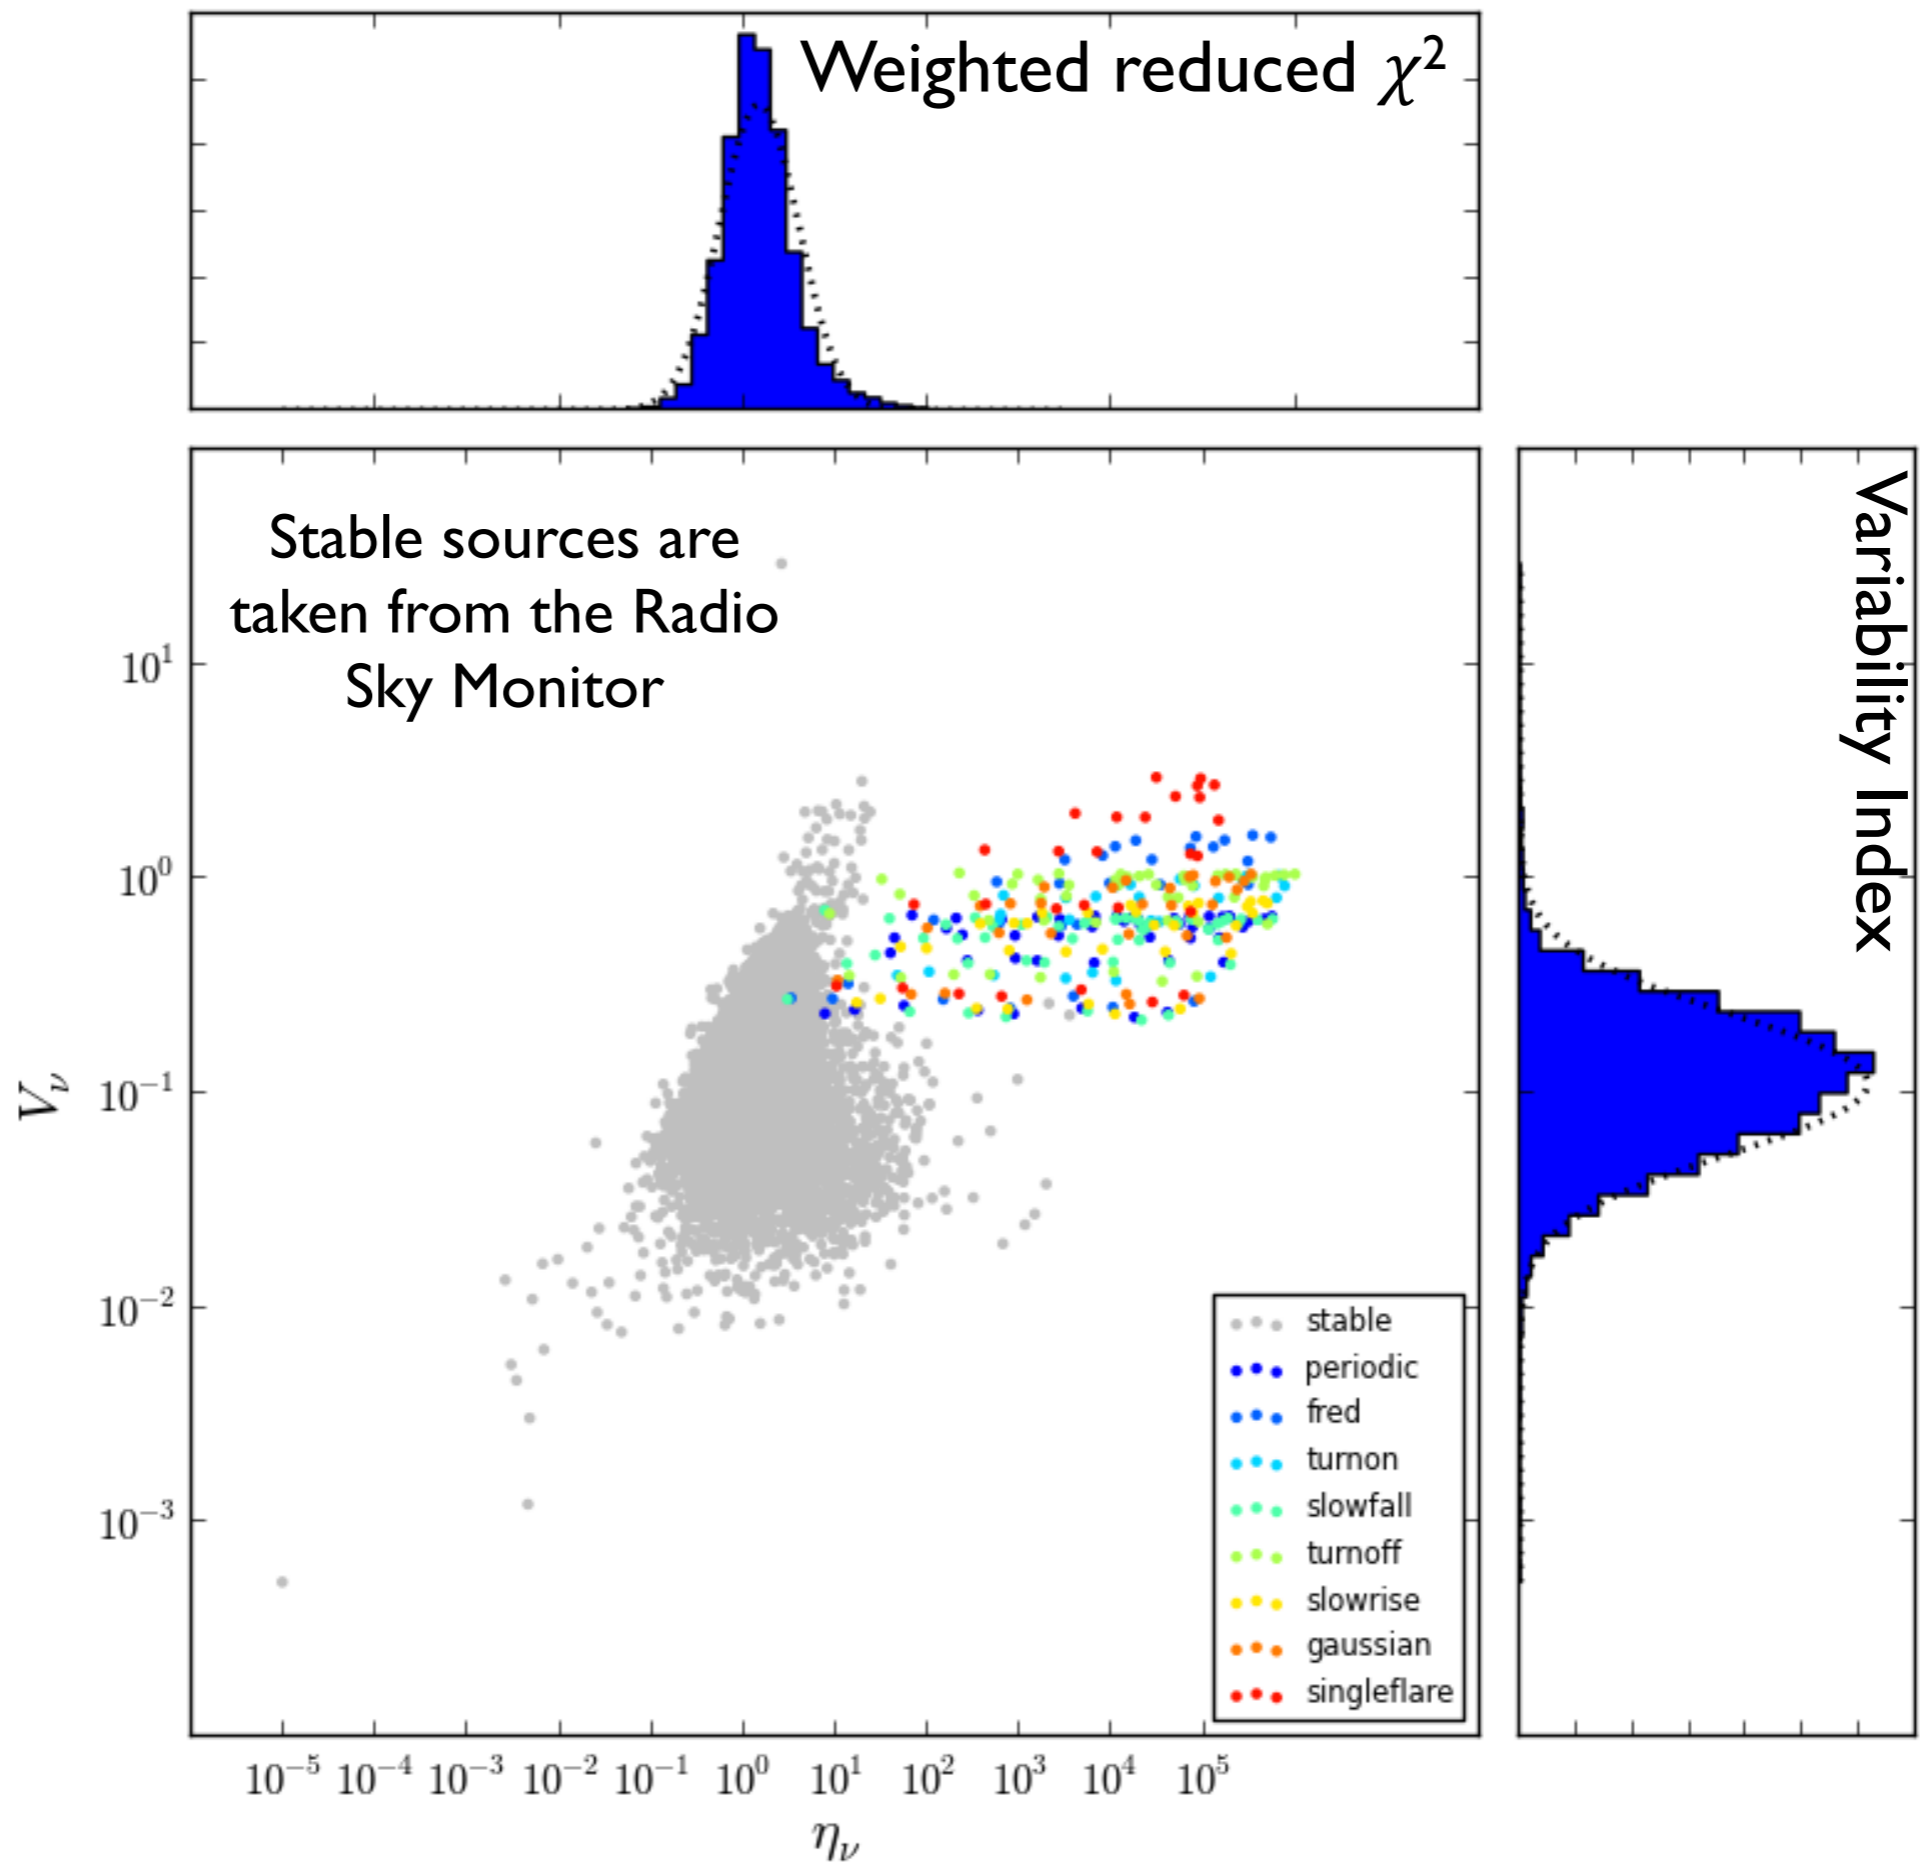 Weighted reduced χ²
Stable sources are
taken from the Radio
Sky Monitor
Variability Index
10¹
10⁰
10⁻¹
10⁻²
10⁻³
V_ν
stable
periodic
fred
turnon
slowfall
turnoff
slowrise
gaussian
singleflare
10⁻⁵ 10⁻⁴ 10⁻³ 10⁻² 10⁻¹ 10⁰ 10¹ 10² 10³ 10⁴ 10⁵
η_ν